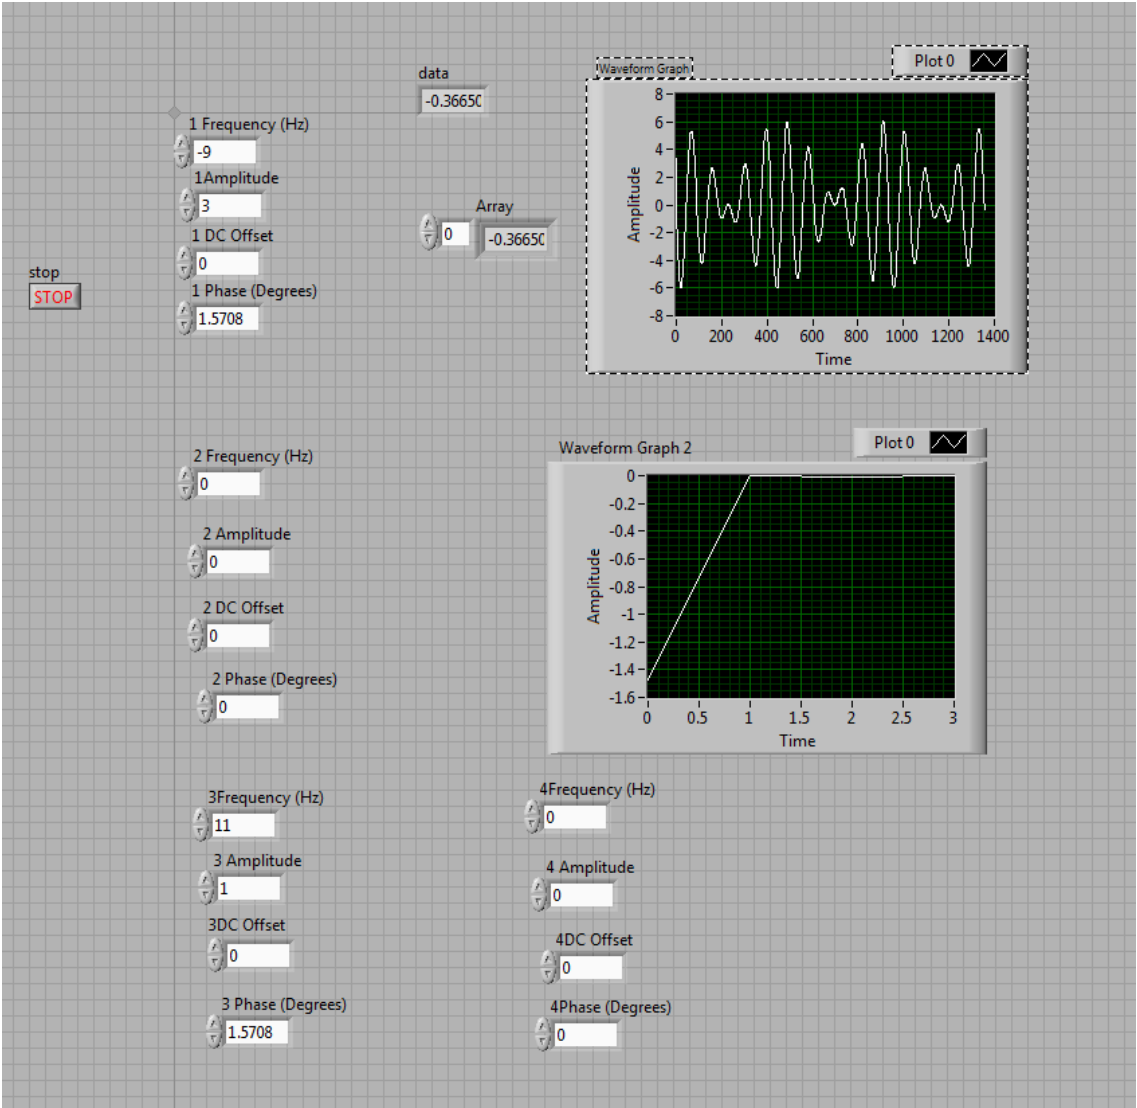 data
-0.36650
1 Frequency (Hz)
-9
1Amplitude
3
1 DC Offset
0
1 Phase (Degrees)
1.5708
stop
STOP
Array
0
-0.36650
Waveform Graph
Plot 0
8
6
4
2
0
-2
-4
-6
-8
Amplitude
0 200 400 600 800 1000 1200 1400
Time
2 Frequency (Hz)
0
2 Amplitude
0
2 DC Offset
0
2 Phase (Degrees)
0
Waveform Graph 2
Plot 0
0
-0.2
-0.4
-0.6
-0.8
-1
-1.2
-1.4
-1.6
Amplitude
0 0.5 1 1.5 2 2.5 3
Time
3Frequency (Hz)
11
3 Amplitude
1
3DC Offset
0
3 Phase (Degrees)
1.5708
4Frequency (Hz)
0
4 Amplitude
0
4DC Offset
0
4Phase (Degrees)
0